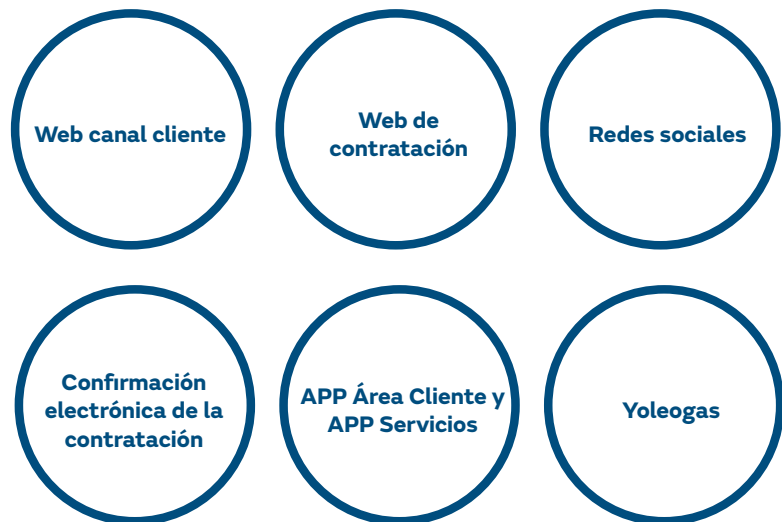 Web canal cliente
Web de
contratación
Redes sociales
Confirmación
electrónica de la
contratación
APP Área Cliente y
APP Servicios
Yoleogas